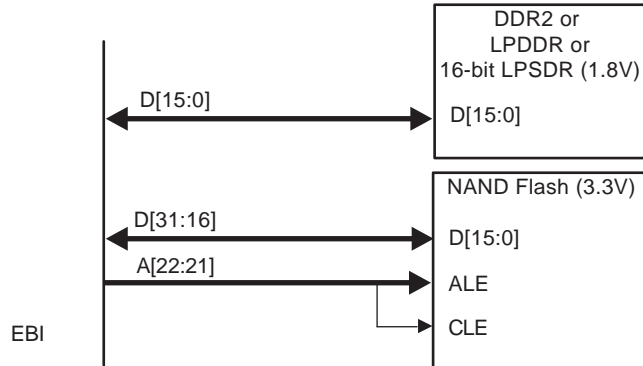 DDR2 or
LPDDR or
16-bit LPSDR (1.8V)
D[15:0]
D[15:0]
NAND Flash (3.3V)
D[31:16]
D[15:0]
A[22:21]
ALE
CLE
EBI